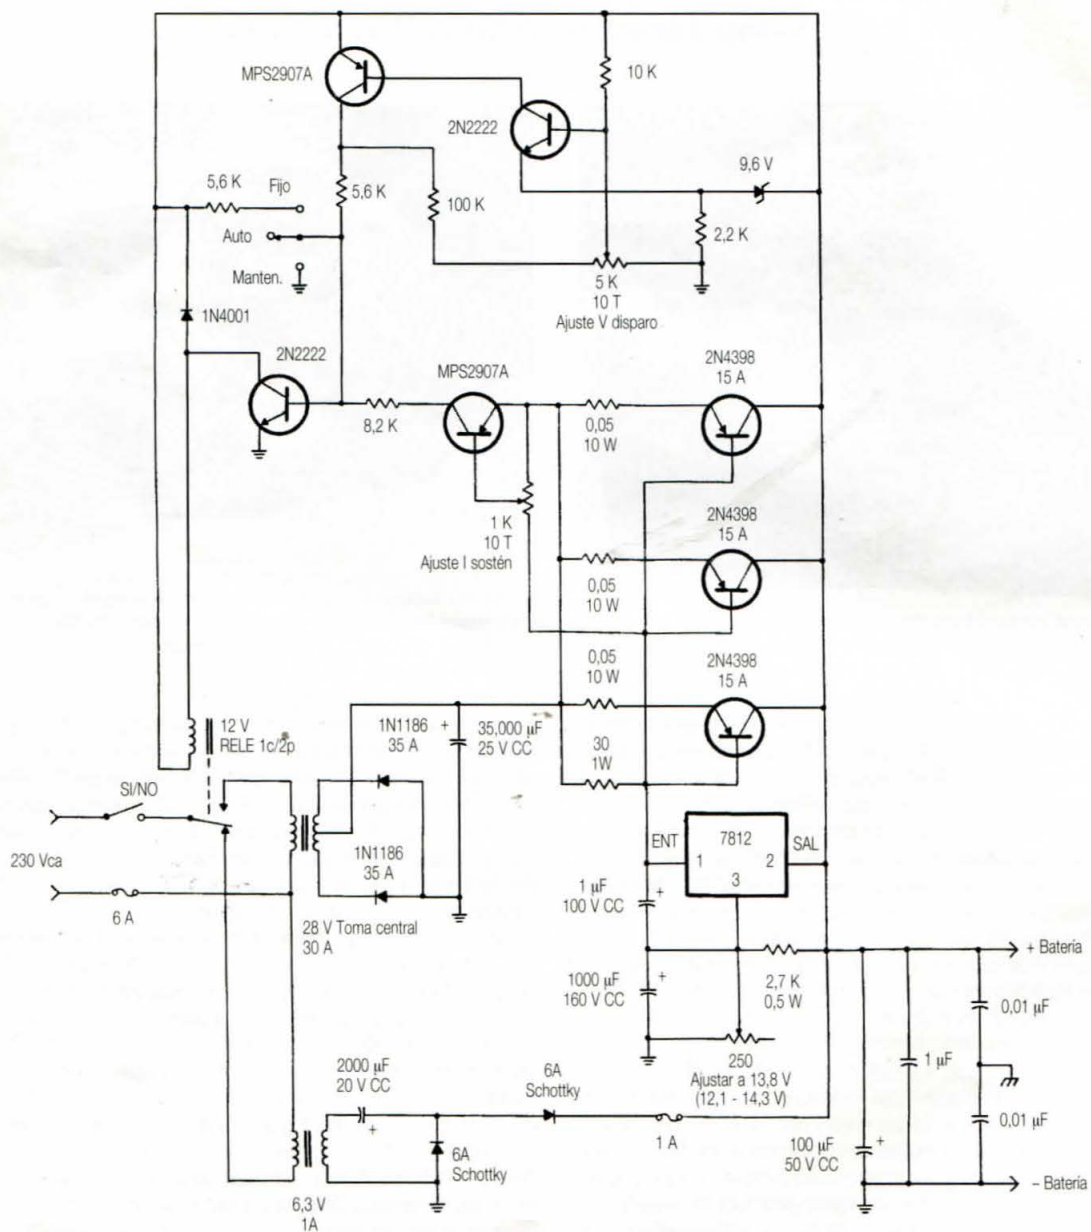 MPS2907A
10 K
2N2222
9,6 V
5,6 K
Fijo
5,6 K
100 K
Auto
2,2 K
Manten.
5 K
10 T
Ajuste V disparo
1N4001
2N2222
MPS2907A
2N4398
15 A
8,2 K
0,05
10 W
2N4398
15 A
1 K
10 T
Ajuste I sostén
0,05
10 W
0,05
10 W
2N4398
15 A
12 V
RELE 1c/2p
1N1186
35 A
+
35,000 µF
25 V CC
30
1W
SI/NO
ENT
7812
SAL
1
2
3
230 Vca
1N1186
35 A
6 A
1 µF
100 V CC
+
28 V Toma central
30 A
+ Batería
1000 µF
160 V CC
+
2,7 K
0,5 W
0,01 µF
250
Ajustar a 13,8 V
(12,1 - 14,3 V)
1 µF
2000 µF
20 V CC
+
6A
Schottky
0,01 µF
1 A
6A
Schottky
100 µF
50 V CC
+
- Batería
6,3 V
1A